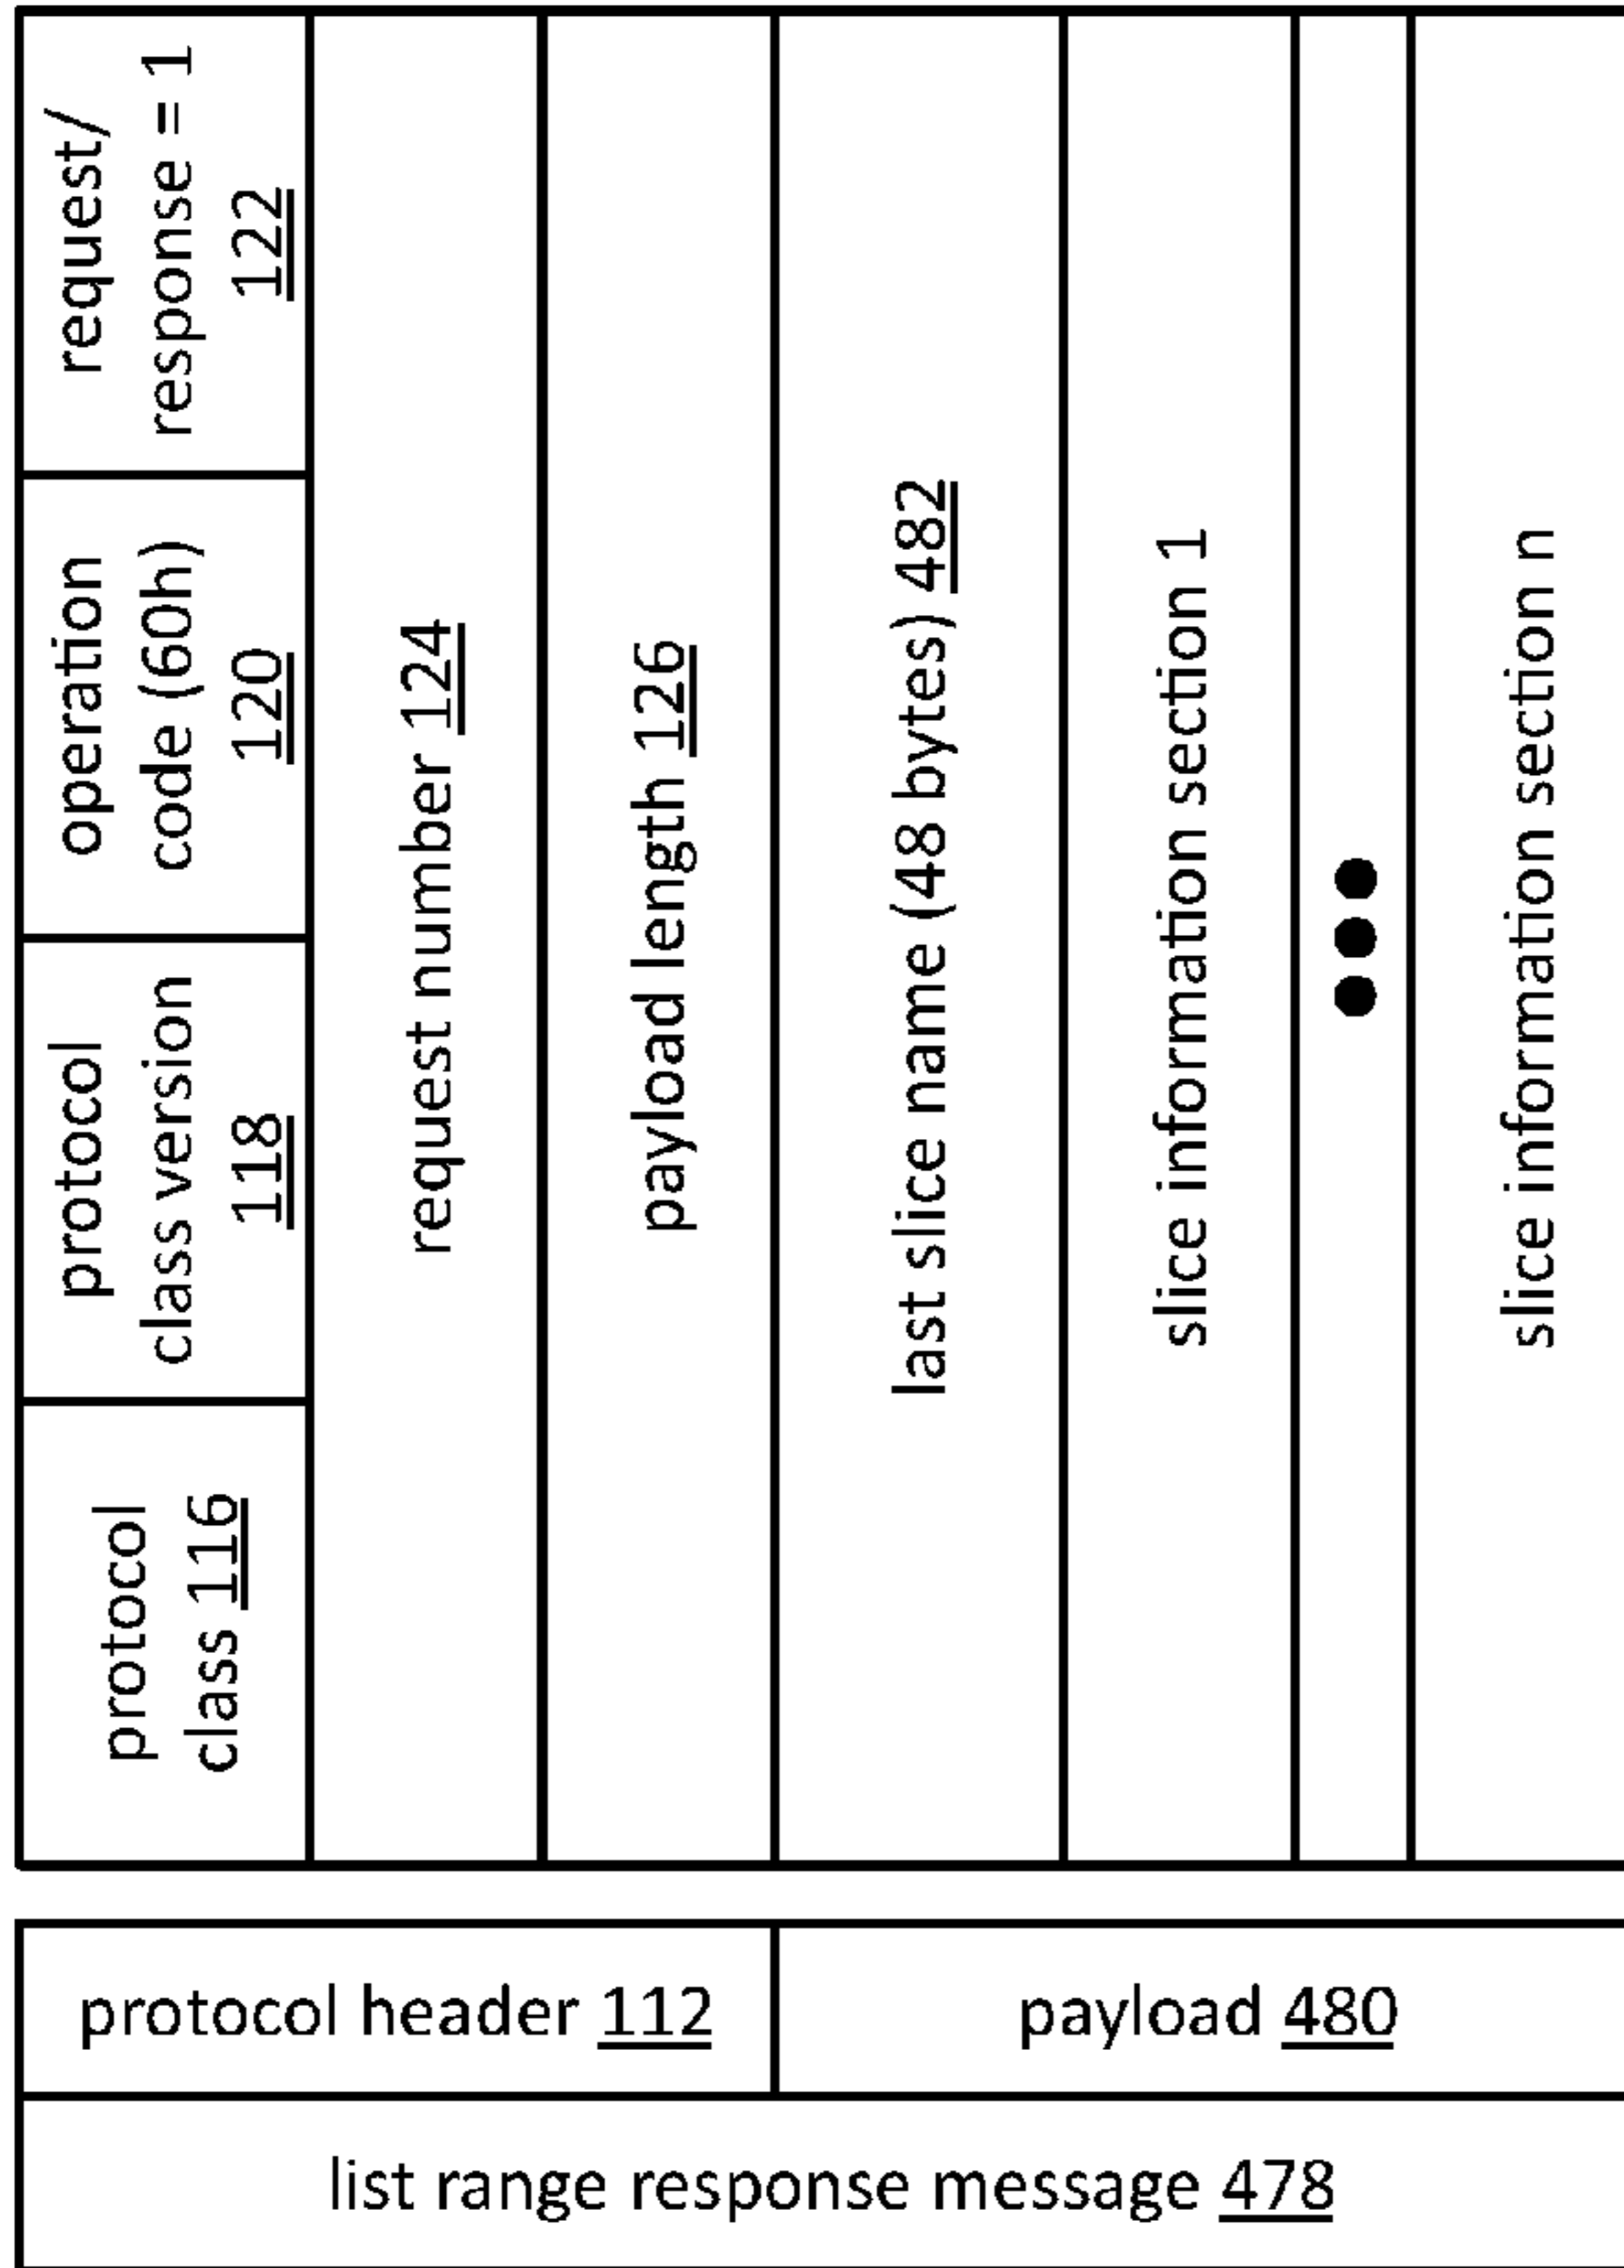 list range response message 478
protocol header 112
payload 480
protocol
class 116
protocol
class version
118
operation
code (60h)
120
request/
response = 1
122
request number 124
payload length 126
last slice name (48 bytes) 482
slice information section 1
slice information section n